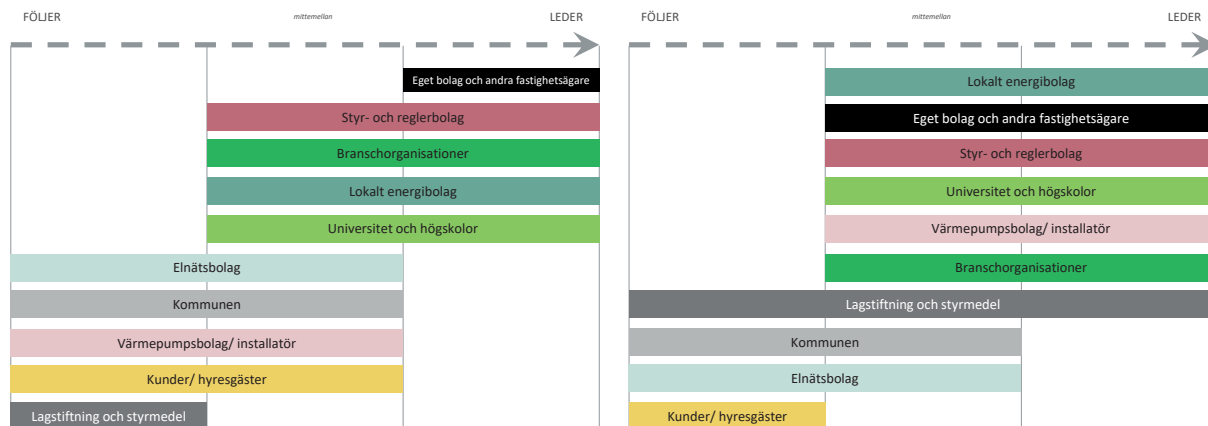 FÖLJER
mittemellan
LEDER
Eget bolag och andra fastighetsägare
Styr- och reglerbolag
Branschorganisationer
Lokalt energibolag
Universitet och högskolor
Elnätsbolag
Kommunen
Värmepumpsbolag/ installatör
Kunder/ hyresgäster
Lagstiftning och styrmedel
FÖLJER
mittemellan
LEDER
Lokalt energibolag
Eget bolag och andra fastighetsägare
Styr- och reglerbolag
Universitet och högskolor
Värmepumpsbolag/ installatör
Branschorganisationer
Lagstiftning och styrmedel
Kommunen
Elnätsbolag
Kunder/ hyresgäster